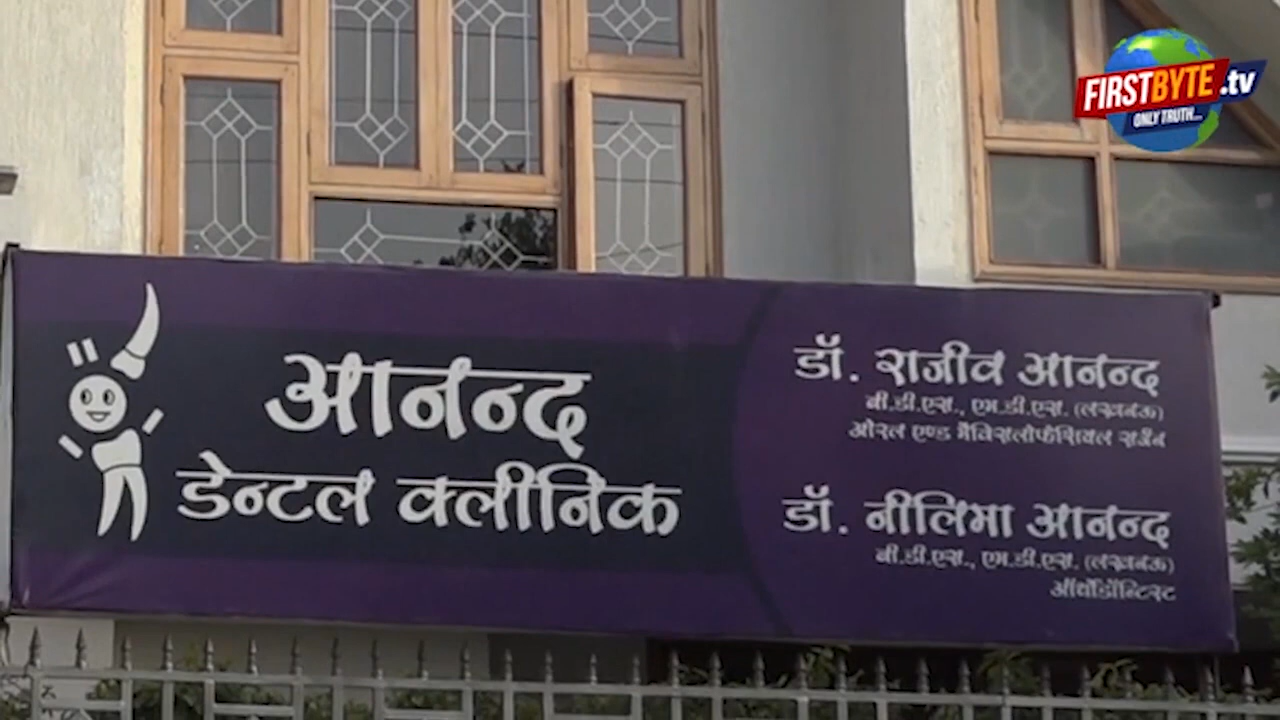 FIRSTBYTE.tv
ONLY TRUTH...
आनन्द
डेन्टल क्लीनिक
डॉ. राजीव आनन्द
बी.डी.एस., एम.डी.एस. (लखनऊ)
ओरल एण्ड मैक्सिलोफेशियल सर्जन
डॉ. नीलिमा आनन्द
बी.डी.एस., एम.डी.एस. (लखनऊ)
ऑर्थोडॉन्टिस्ट